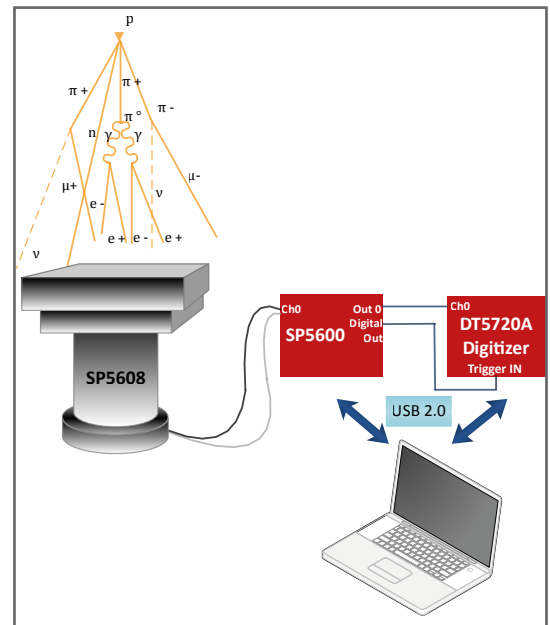 p
π +
π +
π -
π °
n
γ
γ
μ+
μ-
e -
ν
e +
e -
e +
ν
Ch0
Out 0
Ch0
SP5600
Digital
Out
DT5720A
Digitizer
Trigger IN
SP5608
USB 2.0